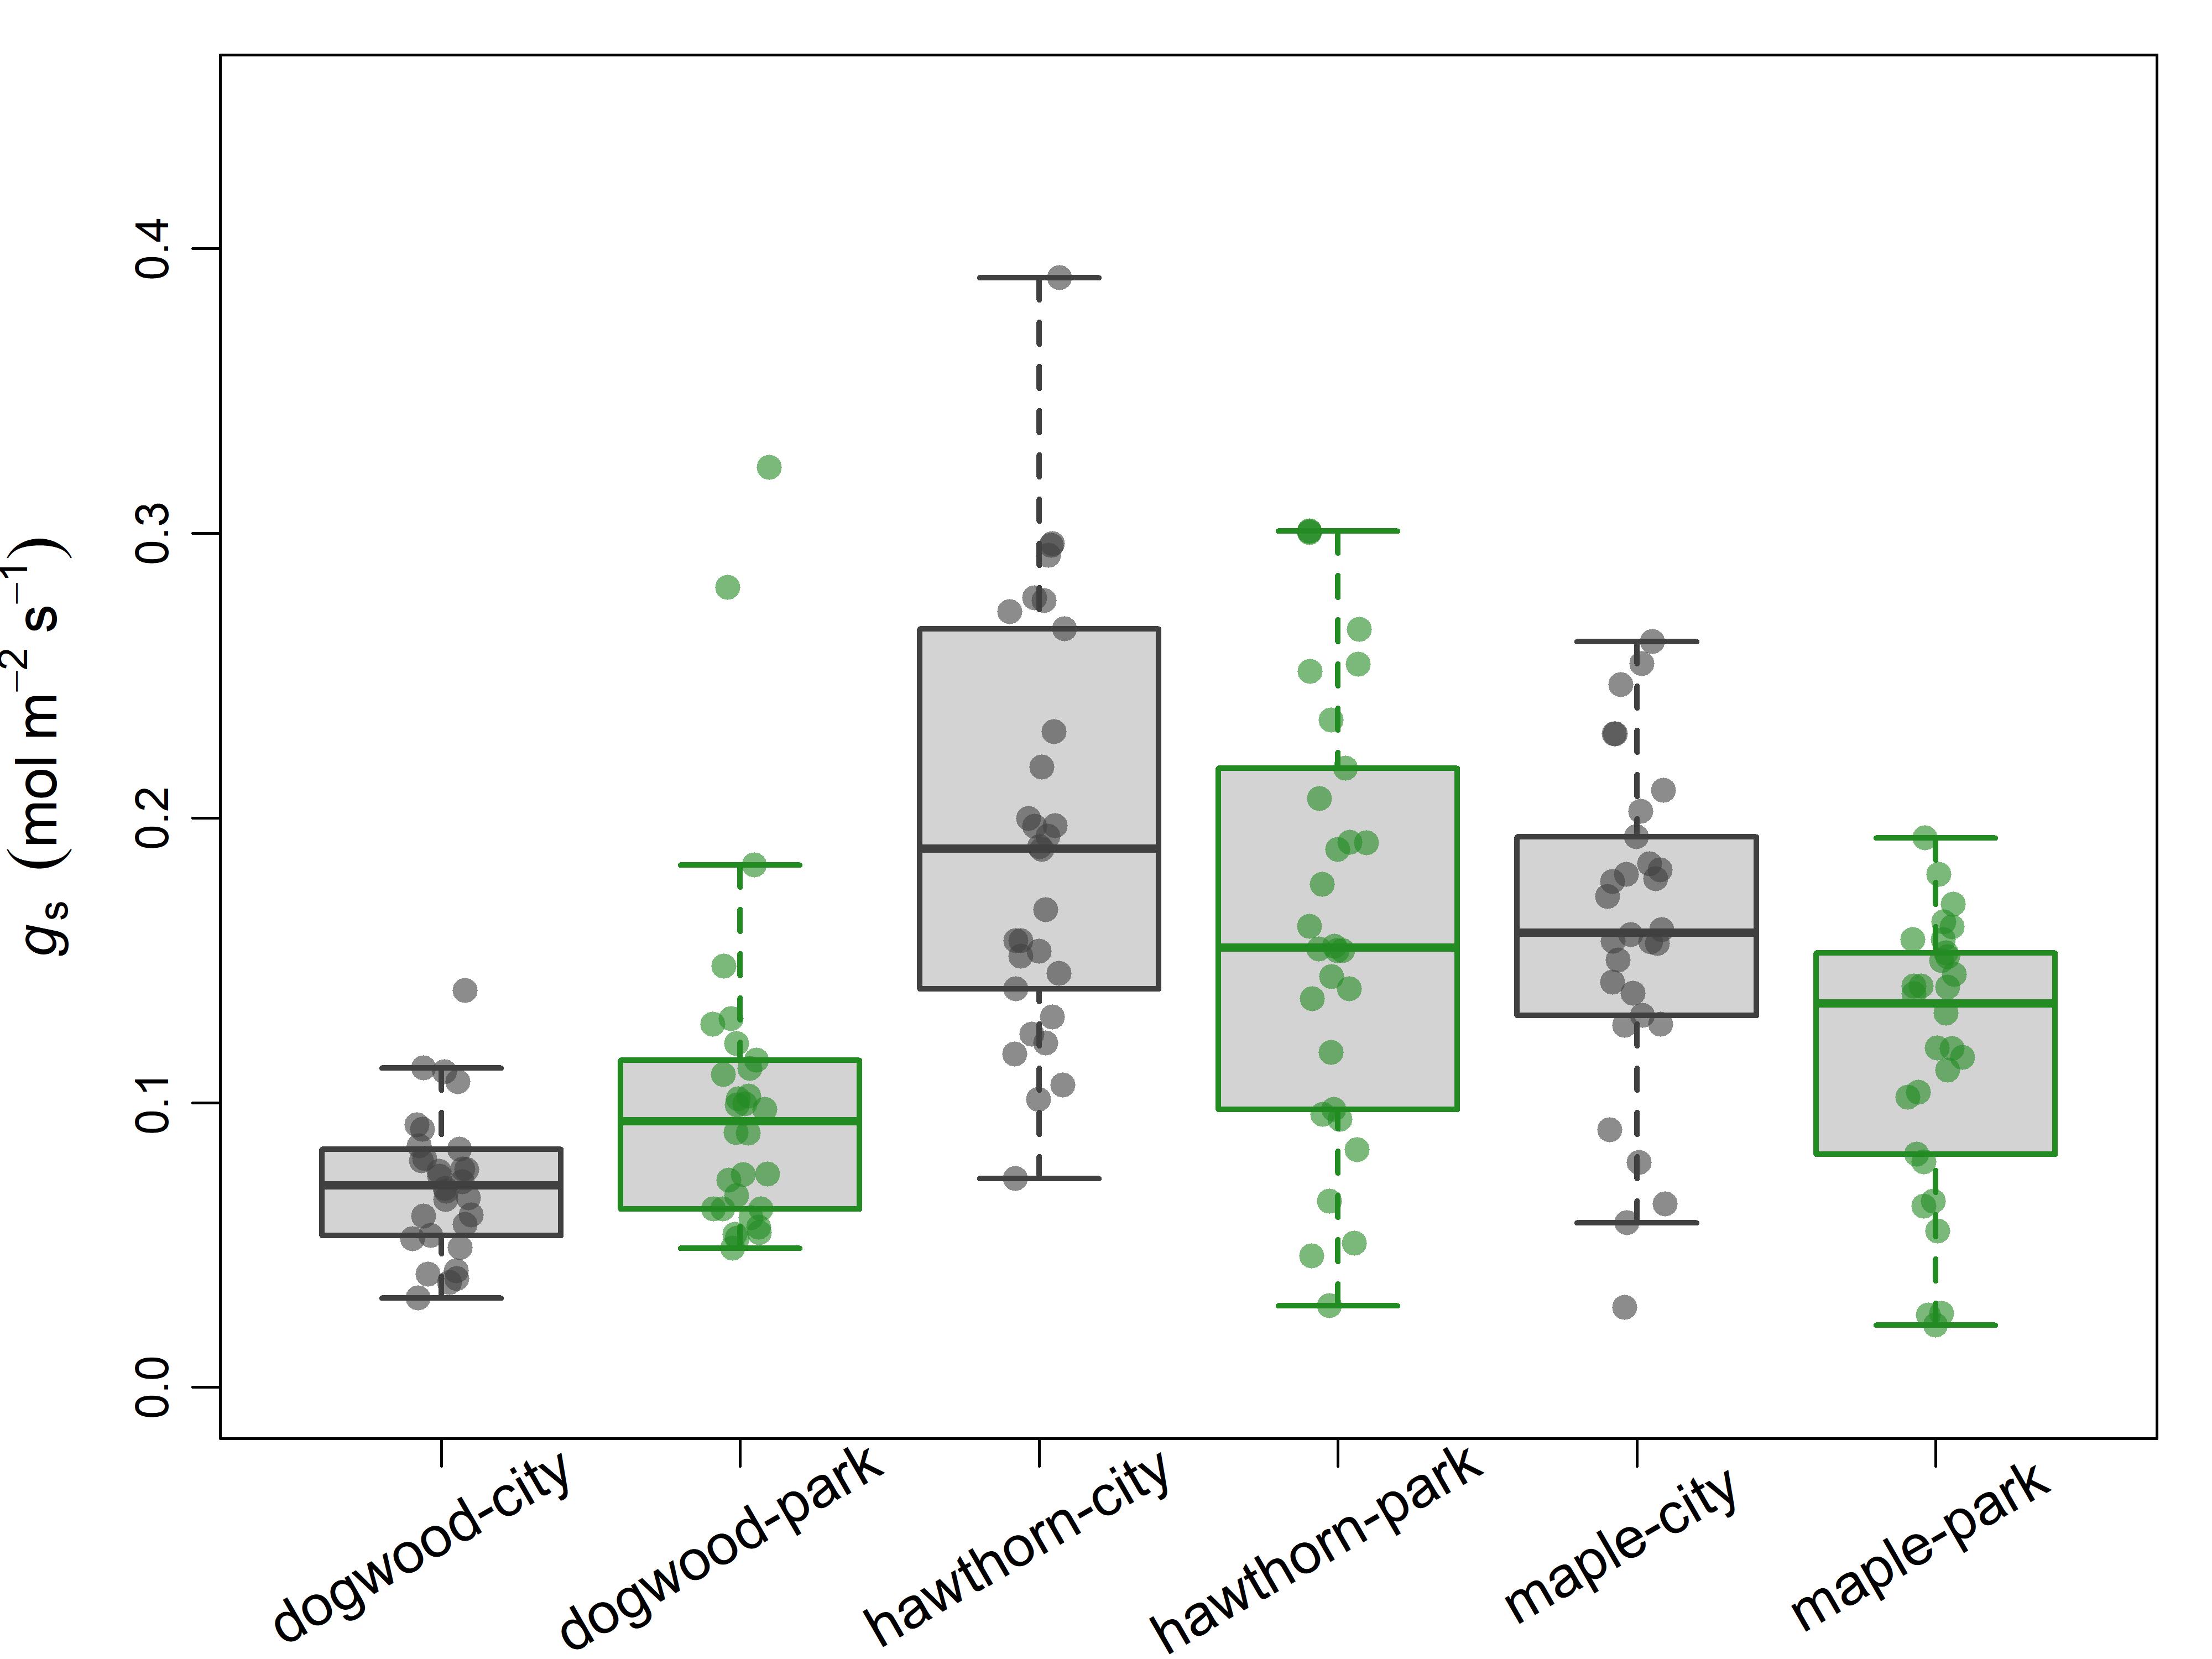 gs (mol m−2 s−1)
0.4
0.3
0.2
0.1
0.0
dogwood-city
dogwood-park
hawthorn-city
hawthorn-park
maple-city
maple-park